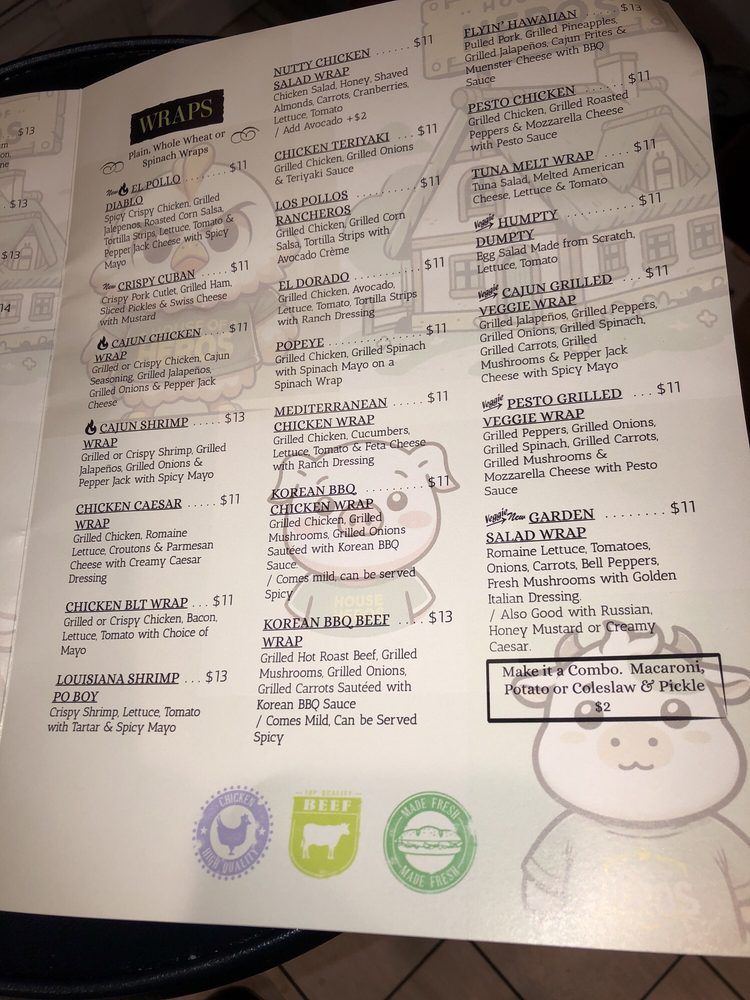 $13
$13
$13
14
WRAPS
Plain, Whole Wheat or
Spinach Wraps
New EL POLLO ...... $11
DIABLO
Spicy Crispy Chicken, Grilled
Jalepenos, Roasted Corn Salsa,
Tortilla Strips, Lettuce, Tomato &
Pepper Jack Cheese with Spicy
Mayo
New CRISPY CUBAN .... $11
Crispy Pork Cutlet, Grilled Ham,
Sliced Pickles & Swiss Cheese
with Mustard
CAJUN CHICKEN .... $11
WRAP
Grilled or Crispy Chicken, Cajun
Seasoning, Grilled Jalapeños,
Grilled Onions & Pepper Jack
Cheese
CAJUN SHRIMP ..... $13
WRAP
Grilled or Crispy Shrimp, Grilled
Jalapeños, Grilled Onions &
Pepper Jack with Spicy Mayo
CHICKEN CAESAR ..... $11
WRAP
Grilled Chicken, Romaine
Lettuce, Croutons & Parmesan
Cheese with Creamy Caesar
Dressing
CHICKEN BLT WRAP ... $11
Grilled or Crispy Chicken, Bacon,
Lettuce, Tomato with Choice of
Mayo
LOUISIANA SHRIMP ... $13
PO BOY
Crispy Shrimp, Lettuce, Tomato
with Tartar & Spicy Mayo
NUTTY CHICKEN ...... $11
SALAD WRAP
Chicken Salad, Honey, Shaved
Almonds, Carrots, Cranberries,
Lettuce, Tomato
/ Add Avocado +$2
CHICKEN TERIYAKI ... $11
Grilled Chicken, Grilled Onions
& Teriyaki Sauce
LOS POLLOS ......... $11
RANCHEROS
Grilled Chicken, Grilled Corn
Salsa, Tortilla Strips with
Avocado Crema
EL DORADO .......... $11
Grilled Chicken, Avocado,
Lettuce, Tomato, Tortilla Strips
with Ranch Dressing
POPEYE ............. $11
Grilled Chicken, Grilled Spinach
with Spinach Mayo on a
Spinach Wrap
MEDITERRANEAN .... $11
CHICKEN WRAP
Grilled Chicken, Cucumbers,
Lettuce, Tomato & Feta Cheese
with Ranch Dressing
KOREAN BBQ ......... $11
CHICKEN WRAP
Grilled Chicken, Grilled
Mushrooms, Grilled Onions
Sautéed with Korean BBQ
Sauce
/ Comes mild, can be served
Spicy
KOREAN BBQ BEEF .... $13
WRAP
Grilled Hot Roast Beef, Grilled
Mushrooms, Grilled Onions,
Grilled Carrots Sautéed with
Korean BBQ Sauce
/ Comes Mild, Can be Served
Spicy
FLYIN' HAWAIIAN .... $13
Pulled Pork, Grilled Pineapples,
Grilled Jalapeños, Cajun Frites &
Muenster Cheese with BBQ
Sauce
PESTO CHICKEN ...... $11
Grilled Chicken, Grilled Roasted
Peppers & Mozzarella Cheese
with Pesto Sauce
TUNA MELT WRAP .... $11
Tuna Salad, Melted American
Cheese, Lettuce & Tomato
Veggie HUMPTY .......... $11
DUMPTY
Egg Salad Made from Scratch,
Lettuce, Tomato
Veggie CAJUN GRILLED ... $11
VEGGIE WRAP
Grilled Jalapeños, Grilled Peppers,
Grilled Onions, Grilled Spinach,
Grilled Carrots, Grilled
Mushrooms & Pepper Jack
Cheese with Spicy Mayo
Veggie PESTO GRILLED ... $11
VEGGIE WRAP
Grilled Peppers, Grilled Onions,
Grilled Spinach, Grilled Carrots,
Grilled Mushrooms &
Mozzarella Cheese with Pesto
Sauce
Veggie New GARDEN ........ $11
SALAD WRAP
Romaine Lettuce, Tomatoes,
Onions, Carrots, Bell Peppers,
Fresh Mushrooms with Golden
Italian Dressing.
/ Also Good with Russian,
Honey Mustard or Creamy
Caesar.
Make it a Combo. Macaroni,
Potato or Coleslaw & Pickle
$2
HOUSE
CHICKEN
HIGH QUALITY
TOP QUALITY
BEEF
MADE FRESH
MADE FRESH